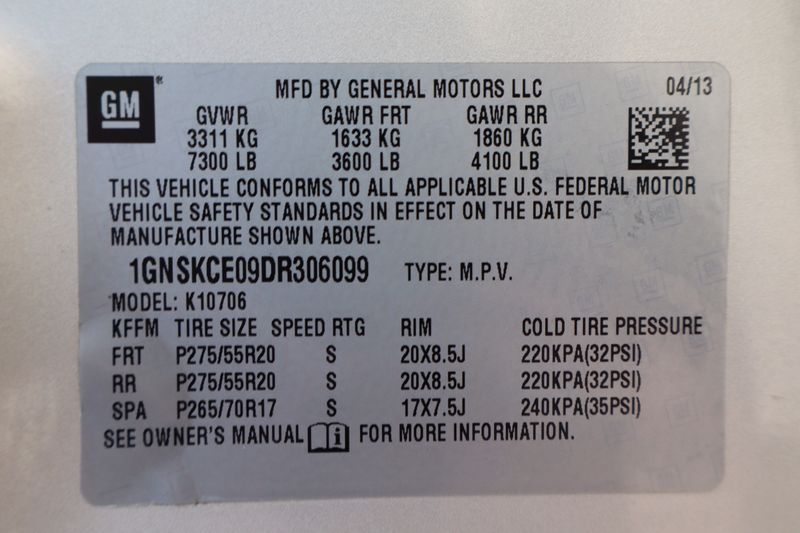 GM ® MFD BY GENERAL MOTORS LLC 04/13
GVWR GAWR FRT GAWR RR
3311 KG 1633 KG 1860 KG
7300 LB 3600 LB 4100 LB
THIS VEHICLE CONFORMS TO ALL APPLICABLE U.S. FEDERAL MOTOR
VEHICLE SAFETY STANDARDS IN EFFECT ON THE DATE OF
MANUFACTURE SHOWN ABOVE.
1GNSKCE09DR306099 TYPE: M.P.V.
MODEL: K10706
KFFM TIRE SIZE SPEED RTG RIM COLD TIRE PRESSURE
FRT P275/55R20 S 20X8.5J 220KPA(32PSI)
RR P275/55R20 S 20X8.5J 220KPA(32PSI)
SPA P265/70R17 S 17X7.5J 240KPA(35PSI)
SEE OWNER'S MANUAL i FOR MORE INFORMATION.